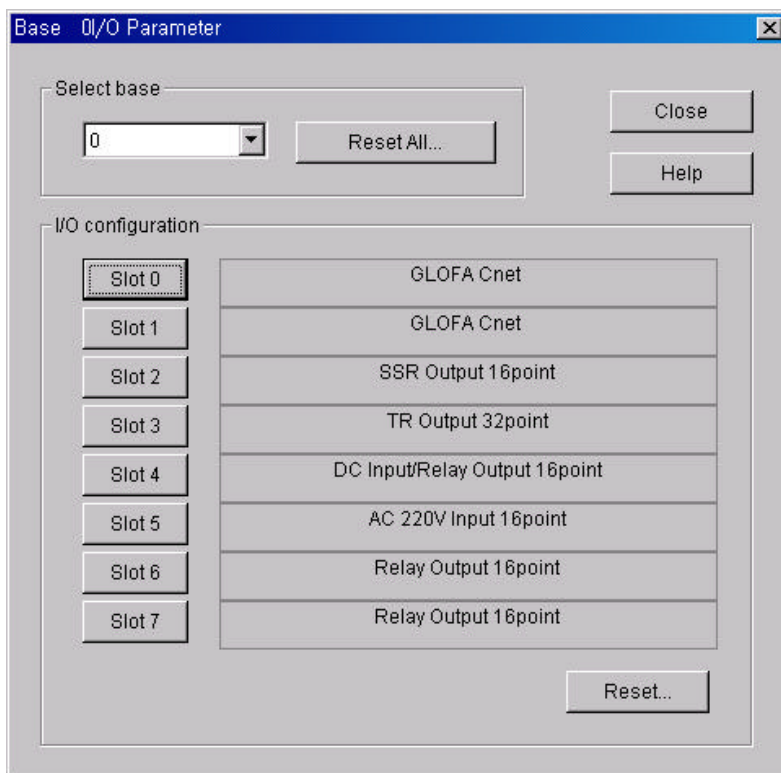 Base 0I/O Parameter
Select base
0
Reset All...
Close
Help
I/O configuration
Slot 0 GLOFA Cnet
Slot 1 GLOFA Cnet
Slot 2 SSR Output 16point
Slot 3 TR Output 32point
Slot 4 DC Input/Relay Output 16point
Slot 5 AC 220V Input 16point
Slot 6 Relay Output 16point
Slot 7 Relay Output 16point
Reset...